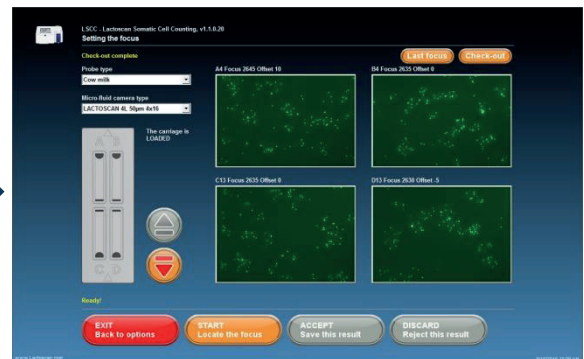 LSCC - Lactoscan Somatic Cell Counting, v1.1.0.20
Setting the focus
Check-out complete
Last focus
Check-out
Probe type
Cow milk
Micro fluid camera type
LACTOSCAN 4L 50µm 4x16
The carriage is
LOADED
A B
C D
A4 Focus 2645 Offset 10
B4 Focus 2635 Offset 0
C13 Focus 2635 Offset 0
D13 Focus 2630 Offset -5
Ready!
EXIT
Back to options
START
Locate the focus
ACCEPT
Save this result
DISCARD
Reject this result
www.Lactoscan.com